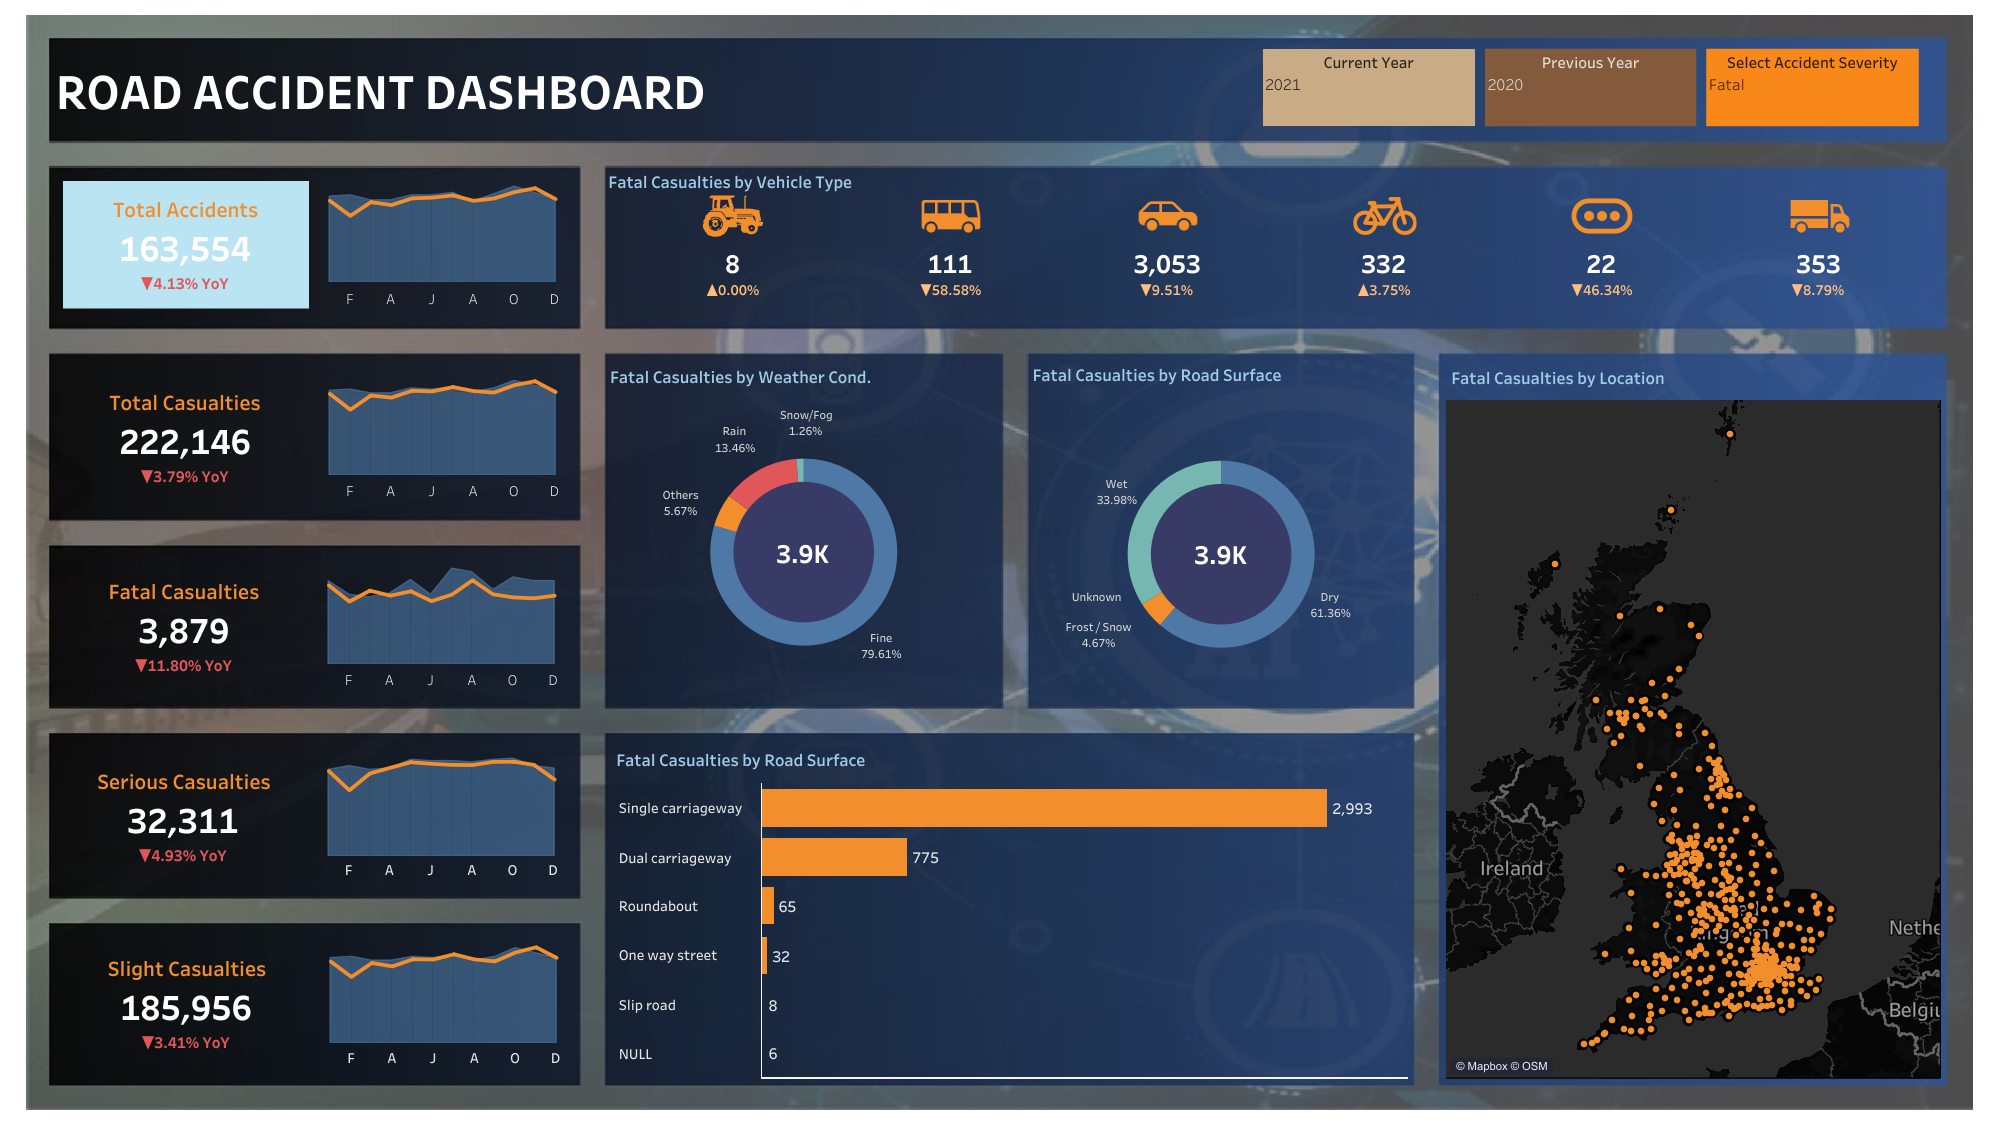 ROAD ACCIDENT DASHBOARD
Current Year
2021
Previous Year
2020
Select Accident Severity
Fatal
Total Accidents
163,554
▼4.13% YoY
F A J A O D
Fatal Casualties by Vehicle Type
8
▲0.00%
111
▼58.58%
3,053
▼9.51%
332
▲3.75%
22
▼46.34%
353
▼8.79%
Total Casualties
222,146
▼3.79% YoY
F A J A O D
Fatal Casualties
3,879
▼11.80% YoY
F A J A O D
Serious Casualties
32,311
▼4.93% YoY
F A J A O D
Slight Casualties
185,956
▼3.41% YoY
F A J A O D
Fatal Casualties by Weather Cond.
Snow/Fog
1.26%
Rain
13.46%
Others
5.67%
3.9K
Fine
79.61%
Fatal Casualties by Road Surface
Wet
33.98%
3.9K
Unknown
Dry
61.36%
Frost / Snow
4.67%
Fatal Casualties by Road Surface
Single carriageway 2,993
Dual carriageway 775
Roundabout 65
One way street 32
Slip road 8
NULL 6
Fatal Casualties by Location
Ireland
Nethe
Belgiu
© Mapbox © OSM